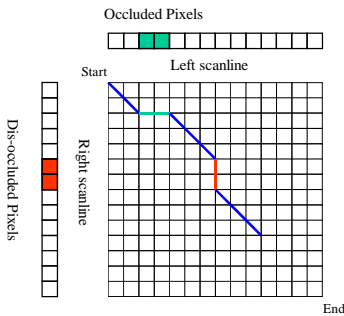 Occluded Pixels
Left scanline
Start
Dis-occluded Pixels
Right scanline
End